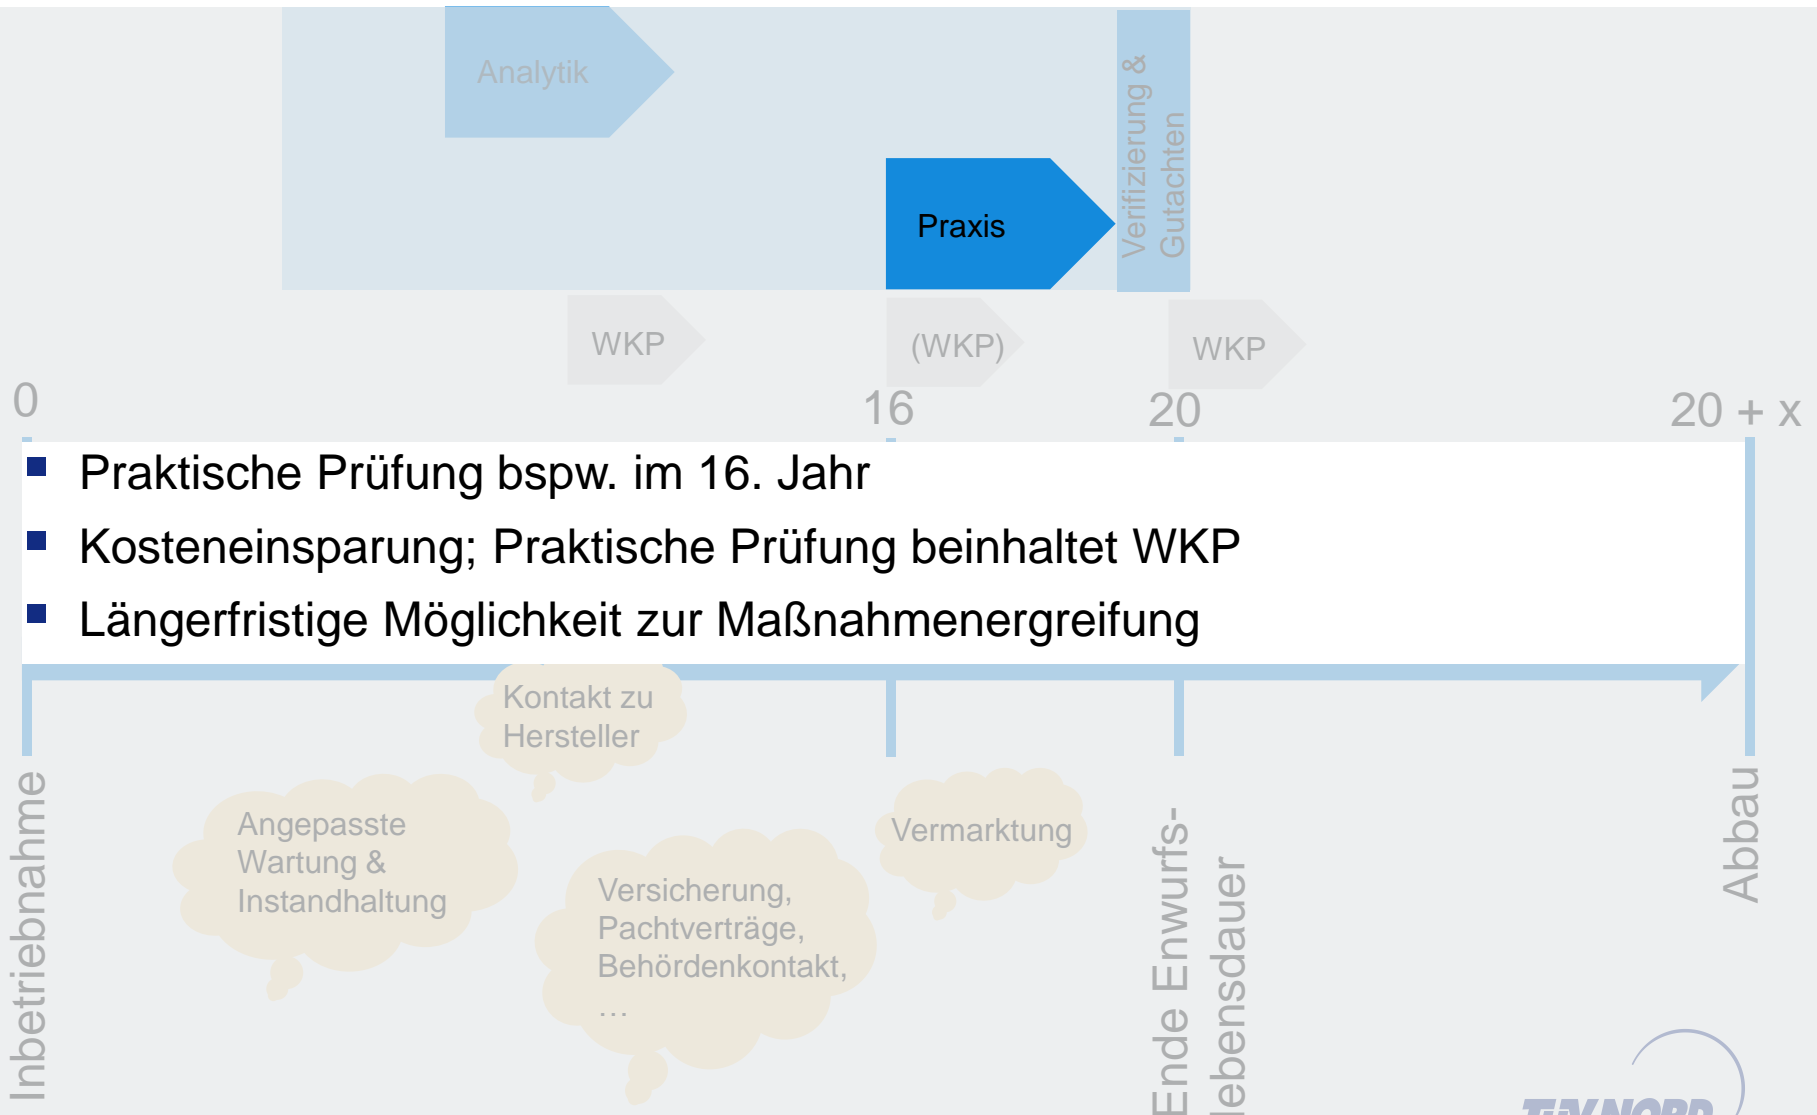 Analytik
Verifizierung &
Gutachten
Praxis
WKP
(WKP)
WKP
0
16
20
20 + x
Praktische Prüfung bspw. im 16. Jahr
Kosteneinsparung; Praktische Prüfung beinhaltet WKP
Längerfristige Möglichkeit zur Maßnahmenergreifung
Kontakt zu
Hersteller
Angepasste
Wartung &
Instandhaltung
Versicherung,
Pachtverträge,
Behördenkontakt,
…
Vermarktung
Inbetriebnahme
Ende Enwurfs-
lebensdauer
Abbau
TÜV NORD